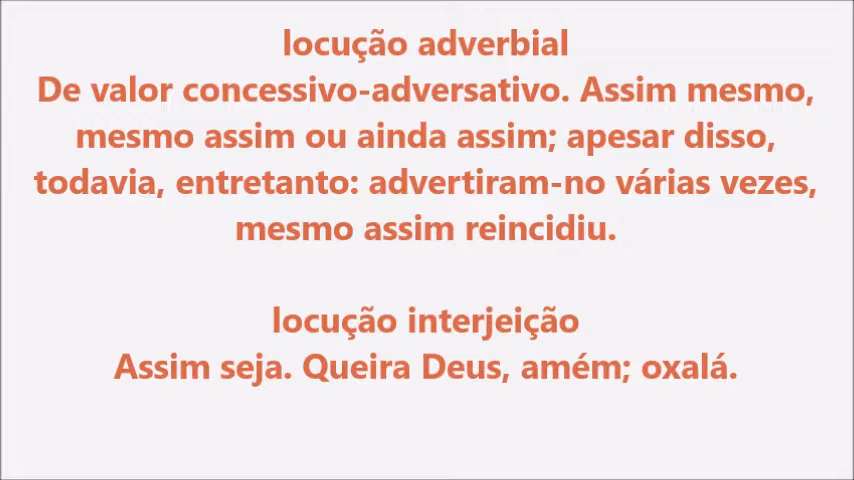 locução adverbial
De valor concessivo-adversativo. Assim mesmo,
mesmo assim ou ainda assim; apesar disso,
todavia, entretanto: advertiram-no várias vezes,
mesmo assim reincidiu.
locução interjeição
Assim seja. Queira Deus, amém; oxalá.